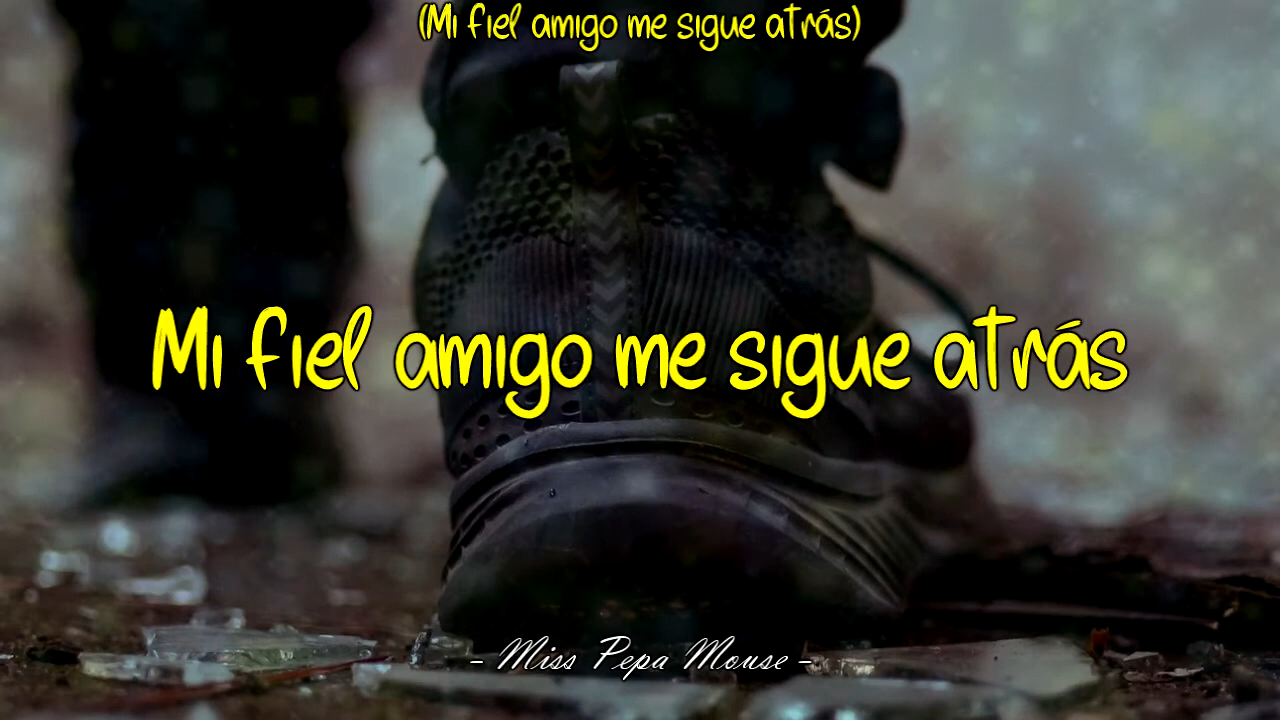 (Mi fiel amigo me sigue atrás)
Mi fiel amigo me sigue atrás
- Miss Pepa Mouse -